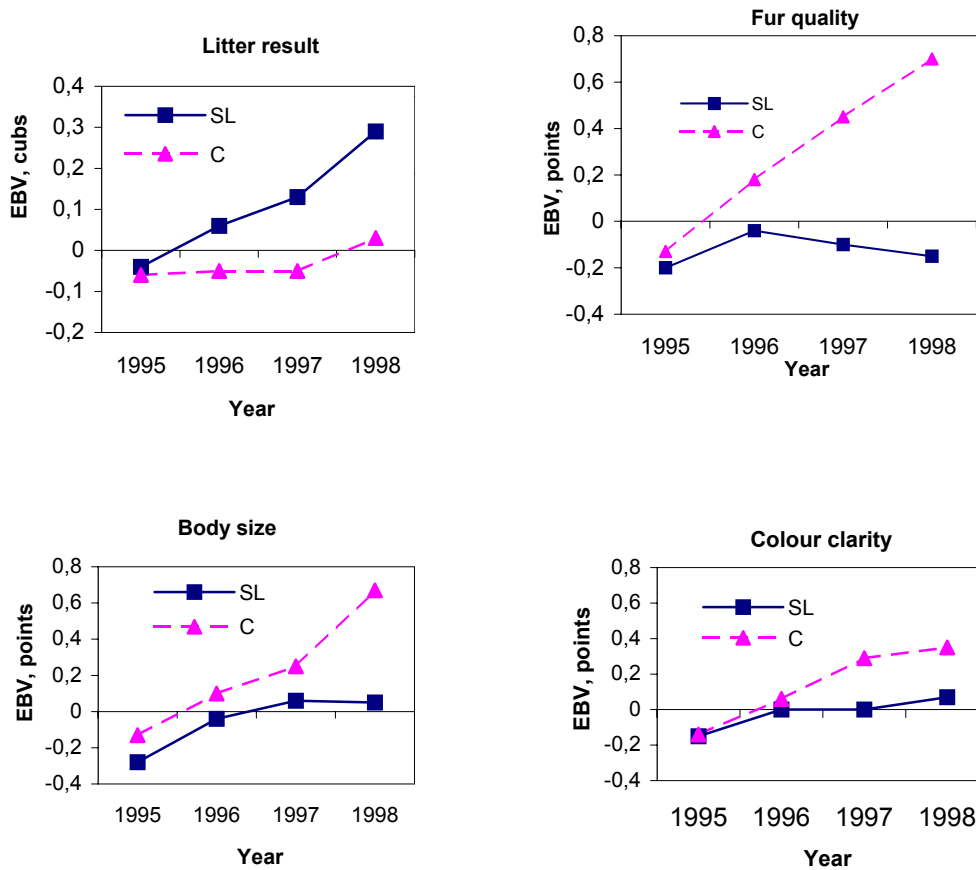 Litter result
EBV, cubs
0,4
0,3
0,2
0,1
0
-0,1
-0,2
SL
C
1995 1996 1997 1998
Year
Fur quality
EBV, points
0,8
0,6
0,4
0,2
0
-0,2
-0,4
SL
C
1995 1996 1997 1998
Year
Body size
EBV, points
0,8
0,6
0,4
0,2
0
-0,2
-0,4
SL
C
1995 1996 1997 1998
Year
Colour clarity
EBV, points
0,8
0,6
0,4
0,2
0
-0,2
-0,4
SL
C
1995 1996 1997 1998
Year